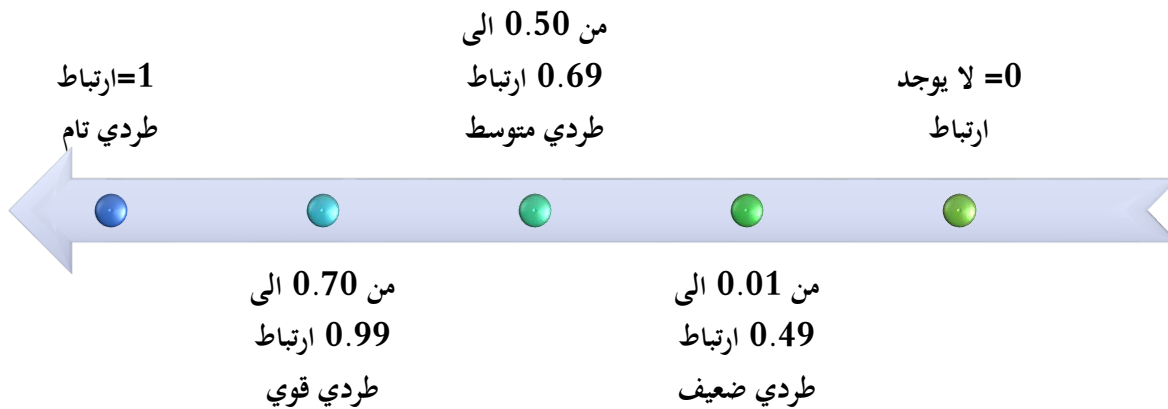 0= لا يوجد
ارتباط
من 0.01 الى
0.49 ارتباط
طردي ضعيف
من 0.50 الى
0.69 ارتباط
طردي متوسط
من 0.70 الى
0.99 ارتباط
طردي قوي
1=ارتباط
طردي تام